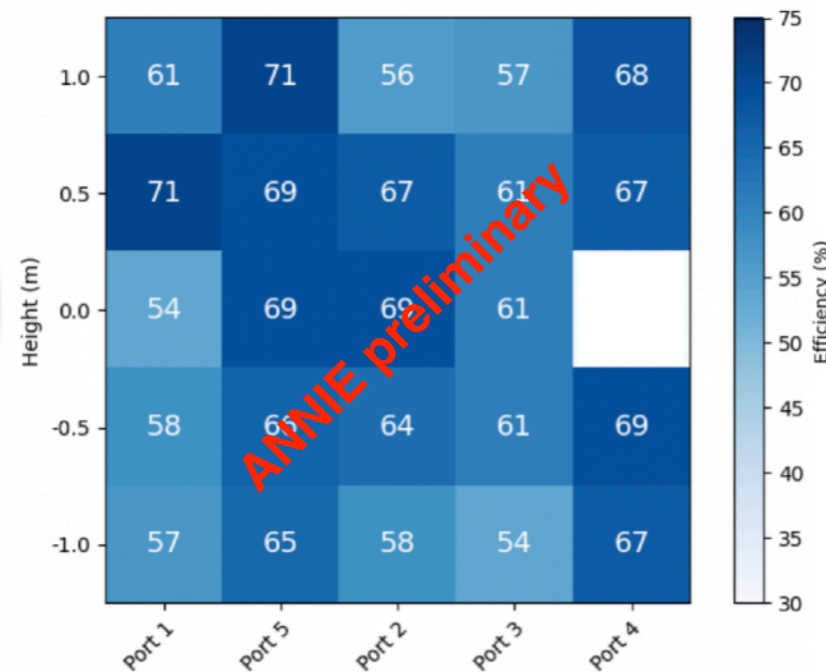 1.0 61 71 56 57 68
0.5 71 69 67 61 67
0.0 54 69 69 61
-0.5 58 66 64 61 69
-1.0 57 65 58 54 67
Height (m)
Port 1 Port 5 Port 2 Port 3 Port 4
ANNIE preliminary
75
70
65
60
55
50
45
40
35
30
Efficiency (%)